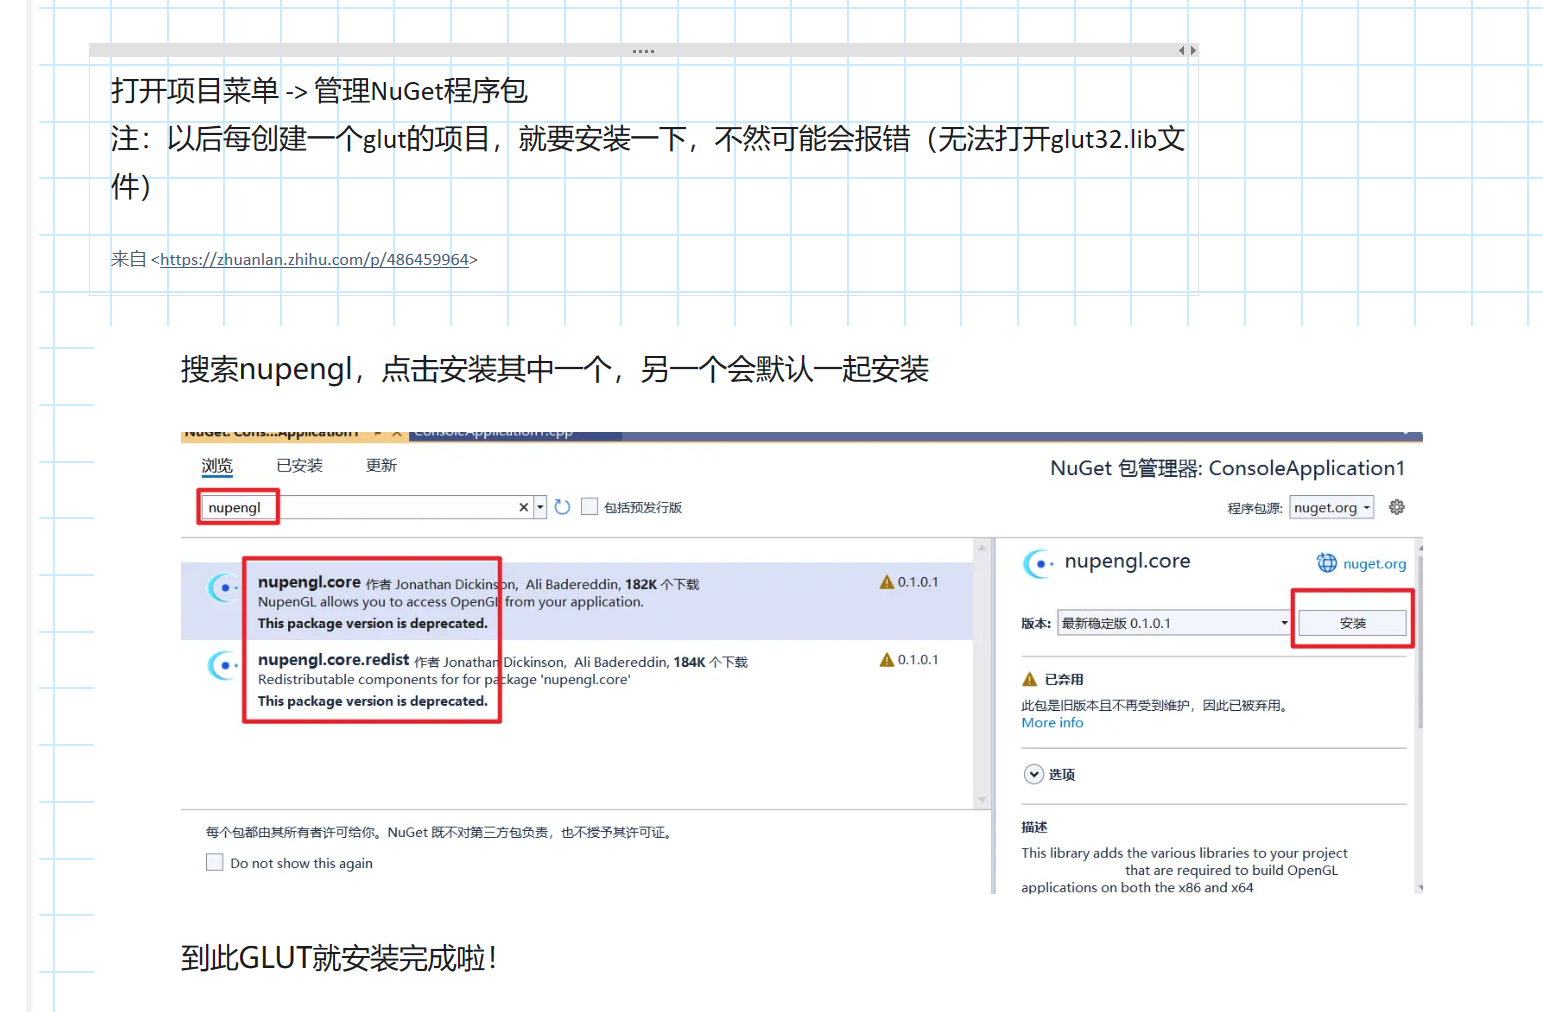 打开项目菜单 -> 管理NuGet程序包
注：以后每创建一个glut的项目，就要安装一下，不然可能会报错（无法打开glut32.lib文
件）
来自 <https://zhuanlan.zhihu.com/p/486459964>
搜索nupengl，点击安装其中一个，另一个会默认一起安装
NuGet: Cons...Application1 ConsoleApplication1.cpp
浏览 已安装 更新
NuGet 包管理器: ConsoleApplication1
nupengl 包括预发行版
程序包源: nuget.org
nupengl.core 作者 Jonathan Dickinson, Ali Badereddin, 182K 个下载 0.1.0.1
NupenGL allows you to access OpenGL from your application.
This package version is deprecated.
nupengl.core.redist 作者 Jonathan Dickinson, Ali Badereddin, 184K 个下载 0.1.0.1
Redistributable components for for package 'nupengl.core'
This package version is deprecated.
每个包都由其所有者许可给你。NuGet 既不对第三方包负责，也不授予其许可证。
Do not show this again
nupengl.core nuget.org
版本: 最新稳定版 0.1.0.1 安装
已弃用
此包是旧版本且不再受到维护，因此已被弃用。
More info
选项
描述
This library adds the various libraries to your project
that are required to build OpenGL
applications on both the x86 and x64
到此GLUT就安装完成啦！